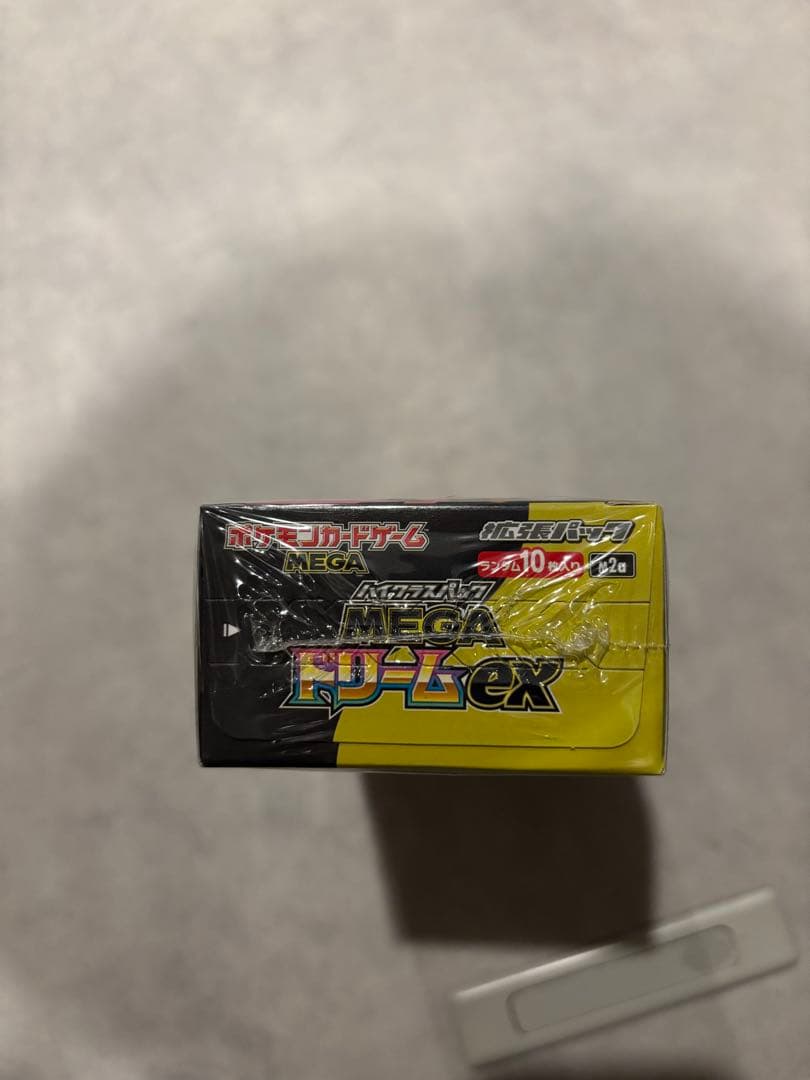 ポケモンカードゲーム
MEGA
拡張パック
ランダム10枚入り M2a
ハイクラスパック
MEGA
ドリームex